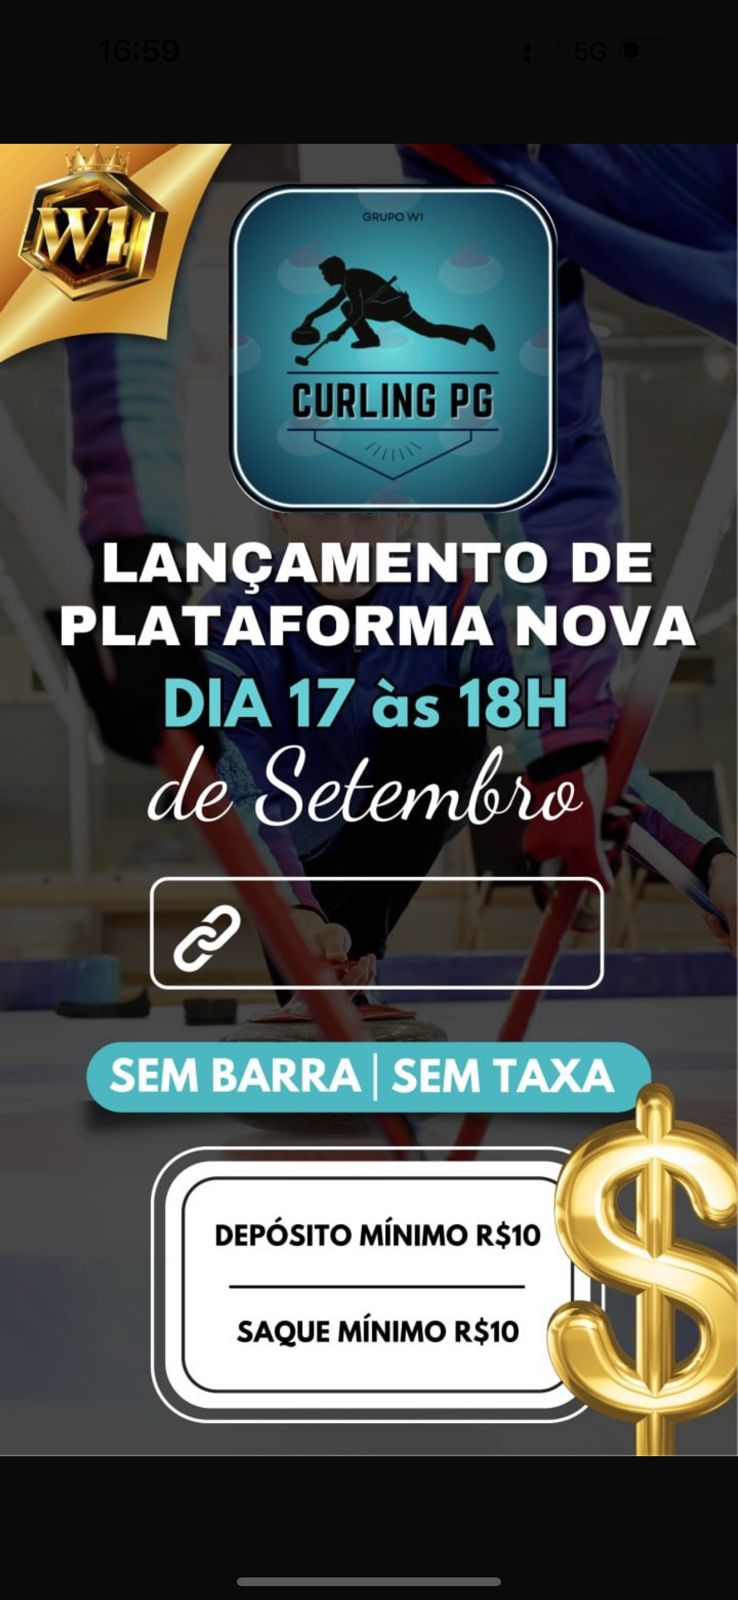 16:59
5G
W1
GRUPO W1
CURLING PG
LANÇAMENTO DE
PLATAFORMA NOVA
DIA 17 às 18H
de Setembro
SEM BARRA | SEM TAXA
DEPÓSITO MÍNIMO R$10
SAQUE MÍNIMO R$10
$